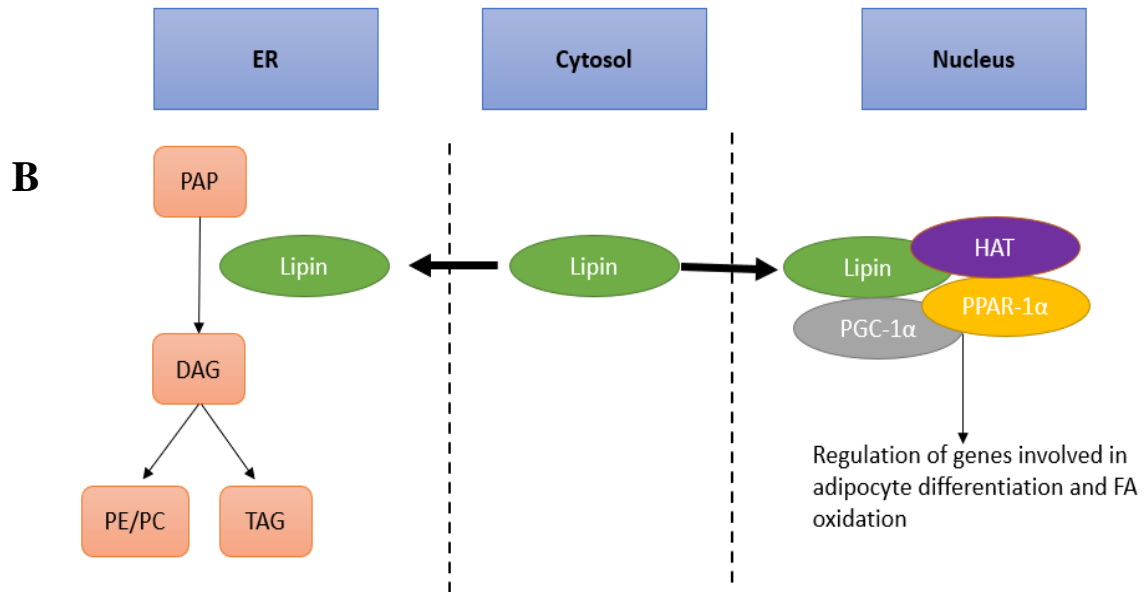 ER
Cytosol
Nucleus
B
PAP
Lipin
Lipin
Lipin
HAT
PPAR-1α
PGC-1α
DAG
PE/PC
TAG
Regulation of genes involved in
adipocyte differentiation and FA
oxidation